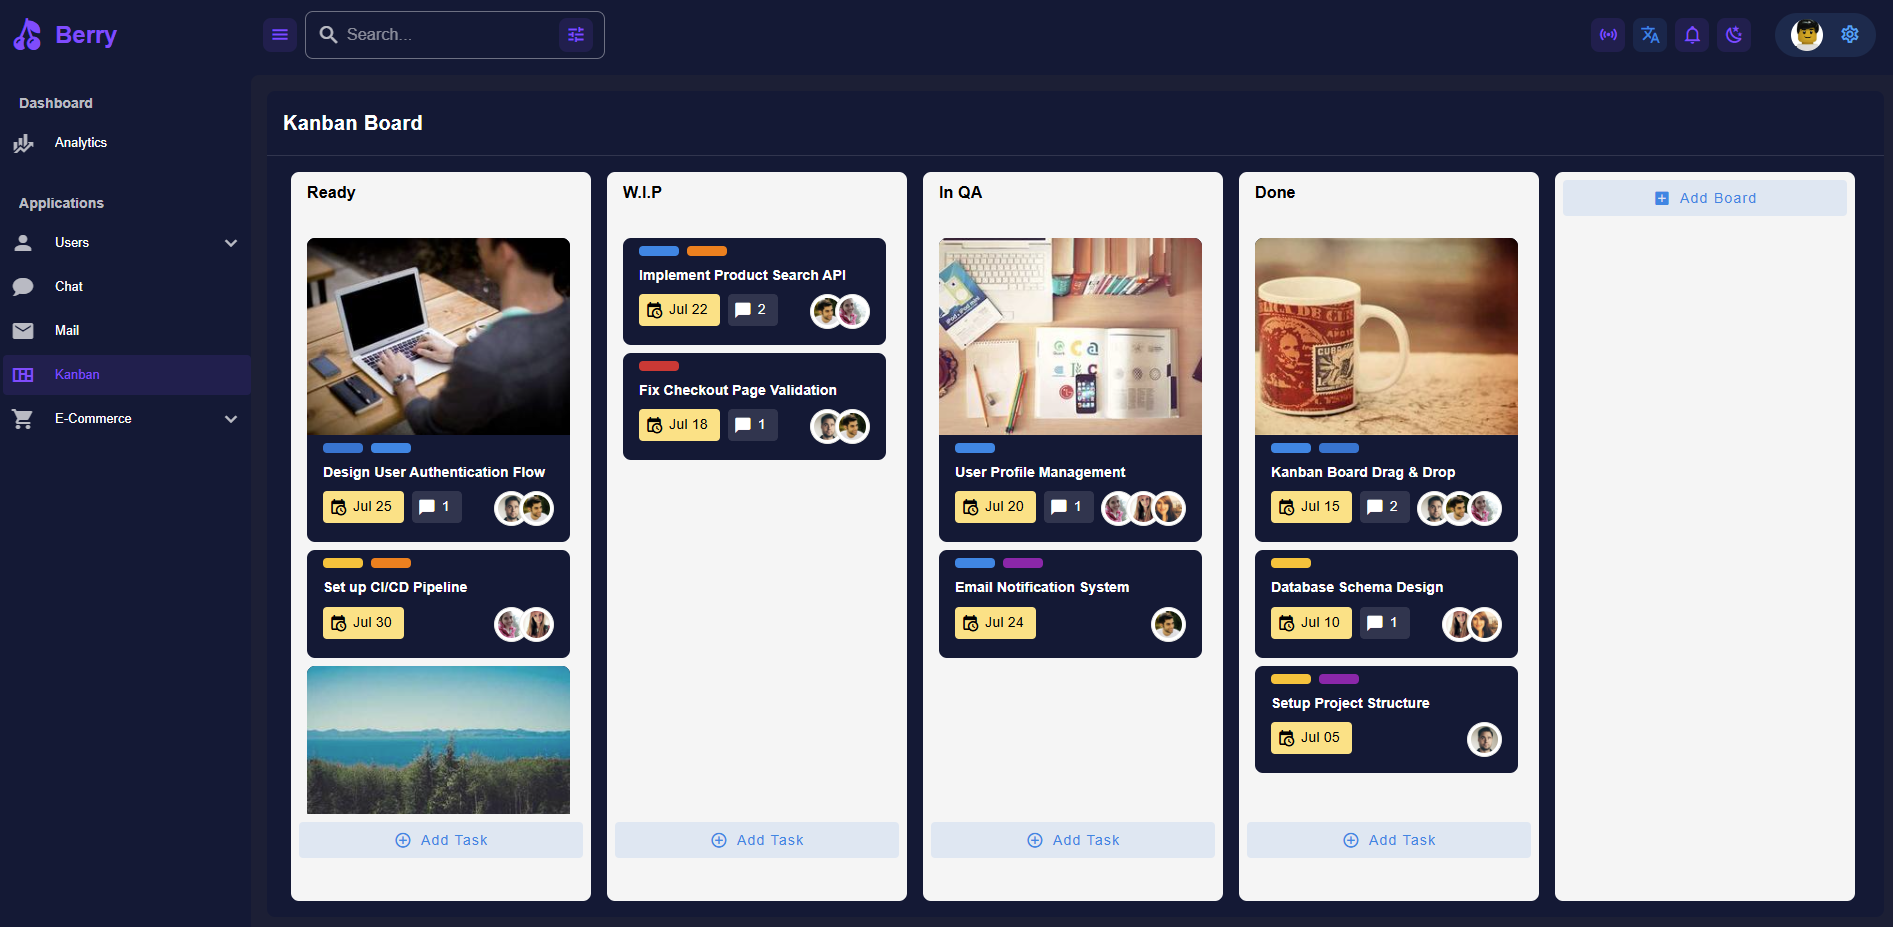 Berry
Search...
Dashboard
Analytics
Applications
Users
Chat
Mail
Kanban
E-Commerce
Kanban Board
Ready
Design User Authentication Flow
Jul 25
1
Set up CI/CD Pipeline
Jul 30
Add Task
W.I.P
Implement Product Search API
Jul 22
2
Fix Checkout Page Validation
Jul 18
1
Add Task
In QA
User Profile Management
Jul 20
1
Email Notification System
Jul 24
Add Task
Done
Kanban Board Drag & Drop
Jul 15
2
Database Schema Design
Jul 10
1
Setup Project Structure
Jul 05
Add Task
Add Board